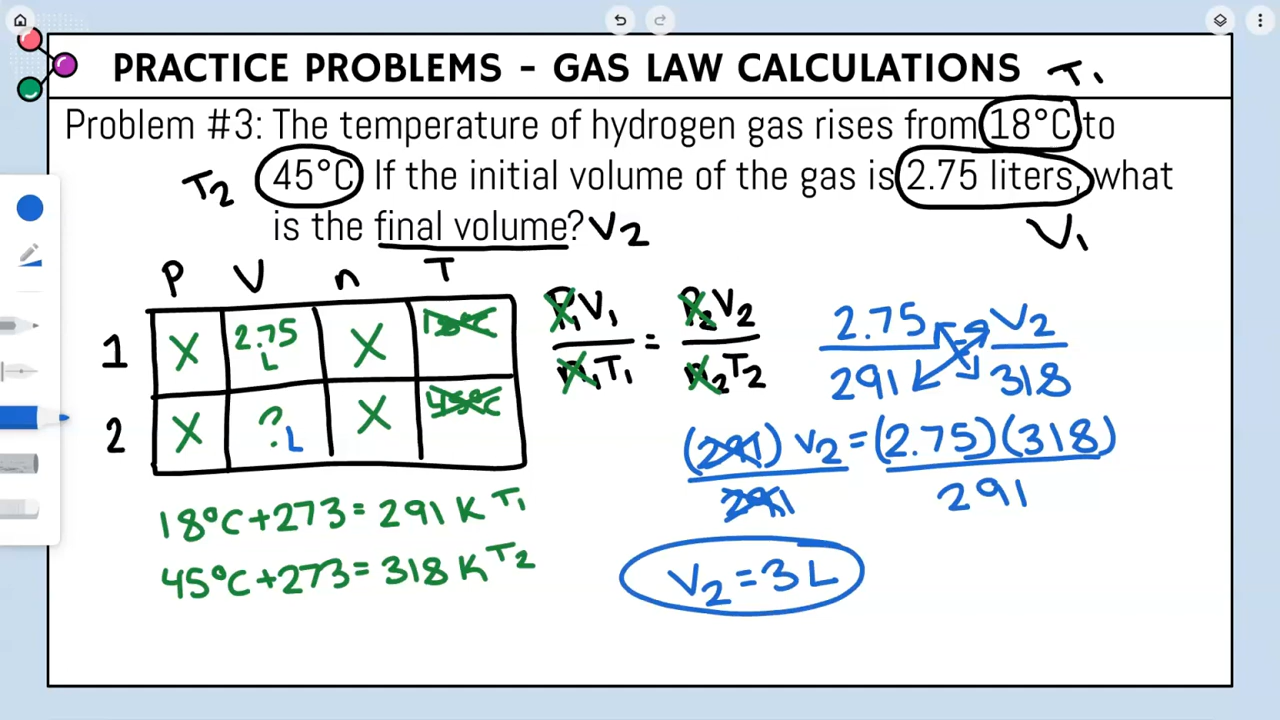 PRACTICE PROBLEMS - GAS LAW CALCULATIONS
T₁
Problem #3: The temperature of hydrogen gas rises from 18°C to
T₂ 45°C If the initial volume of the gas is 2.75 liters, what
is the final volume? V₂
V₁
P V n T
1 X 2.75 L X 18°C
2 X ? L X 45°C
P₁V₁ = P₂V₂
n₁T₁ n₂T₂
18°C+273=291 K T₁
45°C+273=318 K T₂
2.75 = V₂
291 318
(291) V₂=(2.75)(318)
291 291
V₂=3L